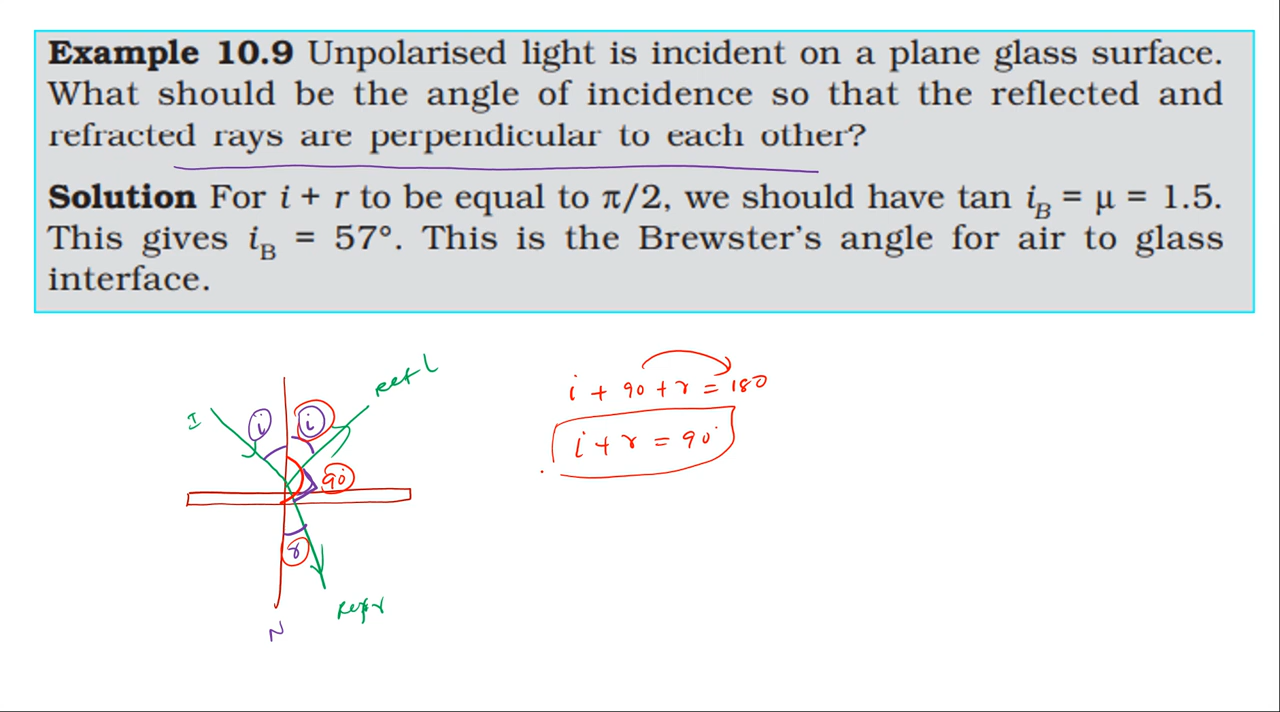 Example 10.9 Unpolarised light is incident on a plane glass surface.
What should be the angle of incidence so that the reflected and
refracted rays are perpendicular to each other?
Solution For i + r to be equal to π/2, we should have tan i_B = μ = 1.5.
This gives i_B = 57°. This is the Brewster's angle for air to glass
interface.
I
i
i
Refl
90
r
Refr
N
i + 90 + r = 180
i + r = 90°